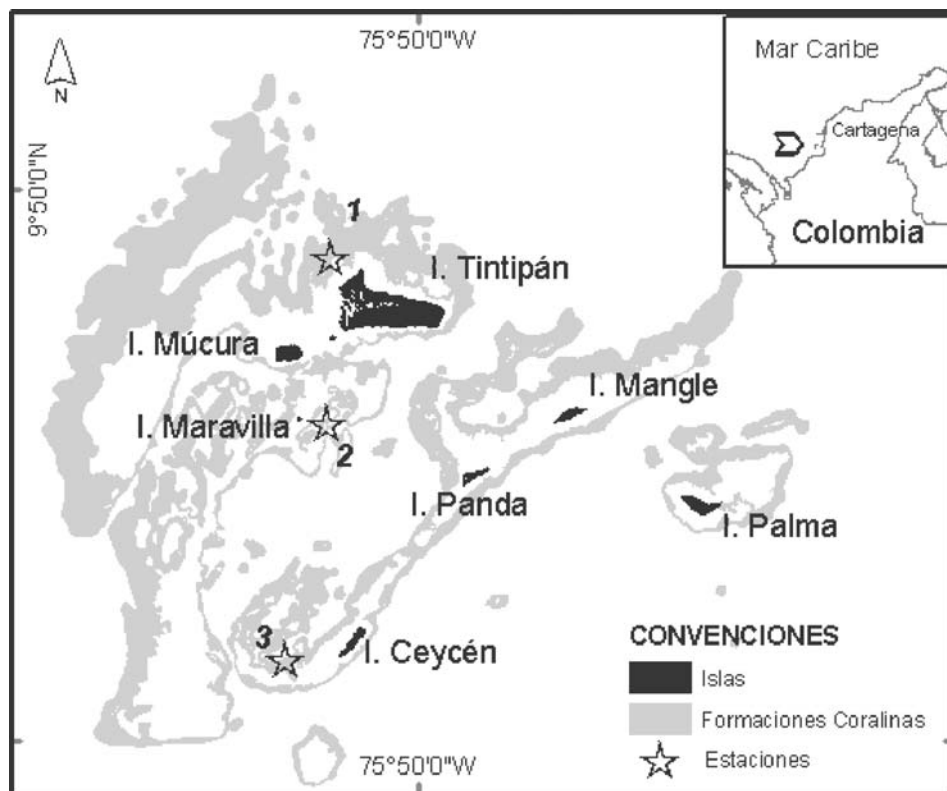 75°50'0"W
Mar Caribe
N
Cartagena
9°50'0"N
Colombia
1
I. Tintipán
I. Múcura
I. Mangle
I. Maravilla
2
I. Panda
I. Palma
3
I. Ceycén
CONVENCIONES
Islas
Formaciones Coralinas
Estaciones
75°50'0"W